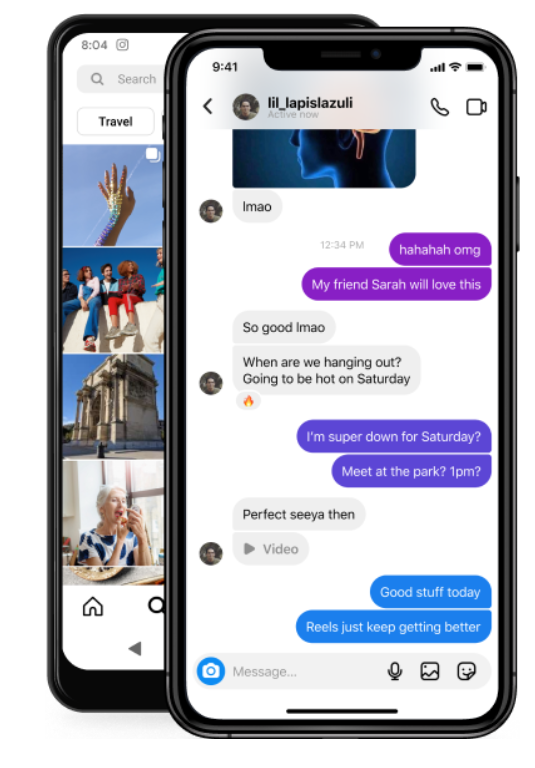 8:04
Search
Travel
9:41
lil_lapislazuli
Active now
lmao
12:34 PM
hahahah omg
My friend Sarah will love this
So good lmao
When are we hanging out?
Going to be hot on Saturday
I'm super down for Saturday?
Meet at the park? 1pm?
Perfect seeya then
Video
Good stuff today
Reels just keep getting better
Message...